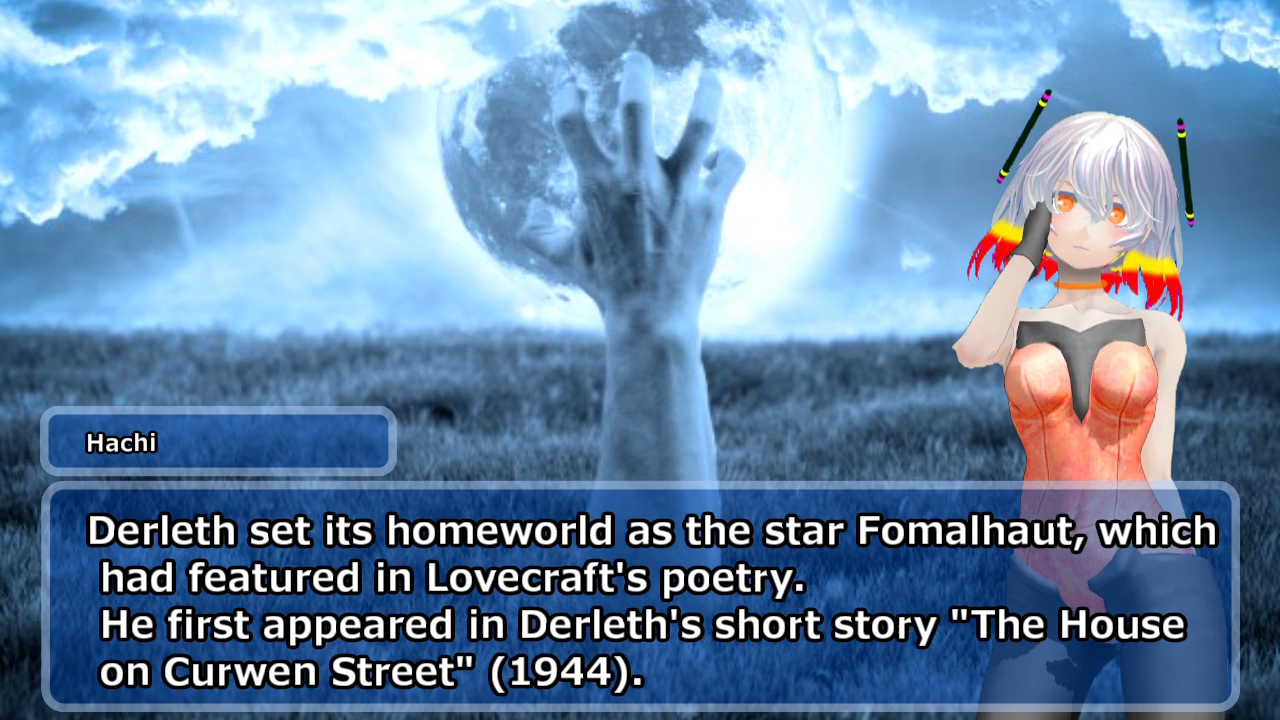 Hachi
Derleth set its homeworld as the star Fomalhaut, which
had featured in Lovecraft's poetry.
He first appeared in Derleth's short story "The House
on Curwen Street" (1944).